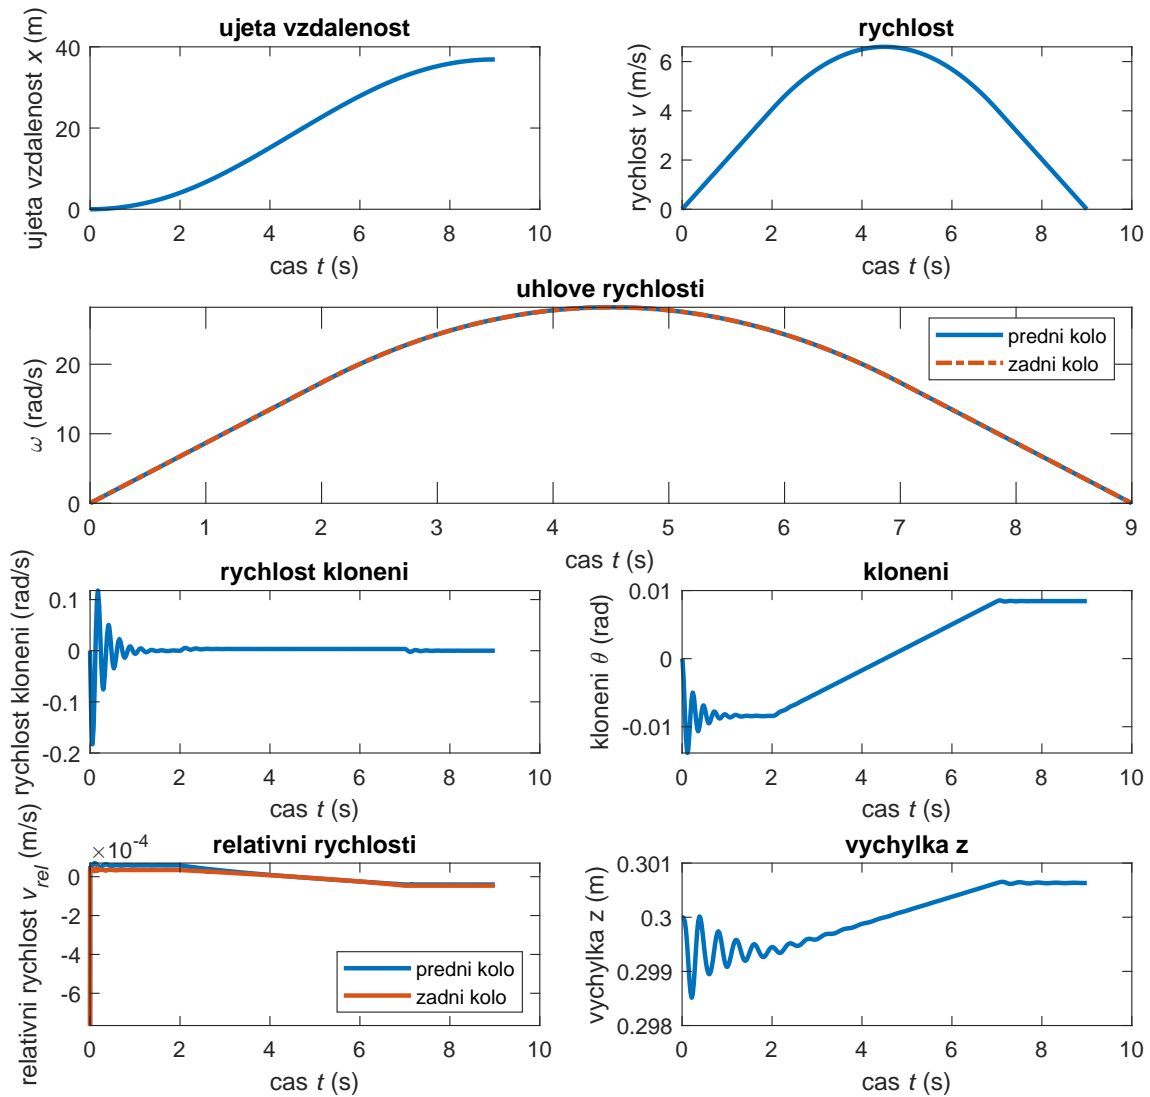 ujeta vzdalenost
ujeta vzdalenost x (m)
40
20
0
0 2 4 6 8 10
cas t (s)
rychlost
rychlost v (m/s)
6
4
2
0
0 2 4 6 8 10
cas t (s)
uhlove rychlosti
ω (rad/s)
20
10
0
0 1 2 3 4 5 6 7 8 9
cas t (s)
predni kolo
zadni kolo
rychlost kloneni
rychlost kloneni (rad/s)
0.1
0
-0.1
-0.2
0 2 4 6 8 10
cas t (s)
kloneni
kloneni θ (rad)
0.01
0
-0.01
0 2 4 6 8 10
cas t (s)
relativni rychlosti
relativni rychlost v_rel (m/s)
×10^-4
0
-2
-4
-6
0 2 4 6 8 10
cas t (s)
predni kolo
zadni kolo
vychylka z
vychylka z (m)
0.301
0.3
0.299
0.298
0 2 4 6 8 10
cas t (s)